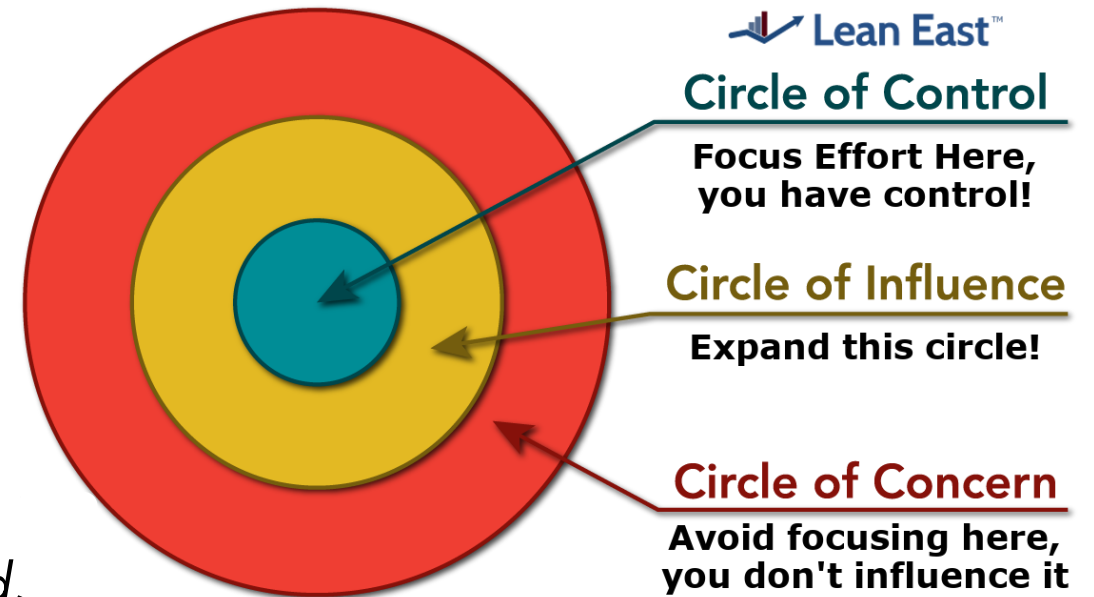 Lean East™
Circle of Control
Focus Effort Here,
you have control!
Circle of Influence
Expand this circle!
Circle of Concern
Avoid focusing here,
you don't influence it